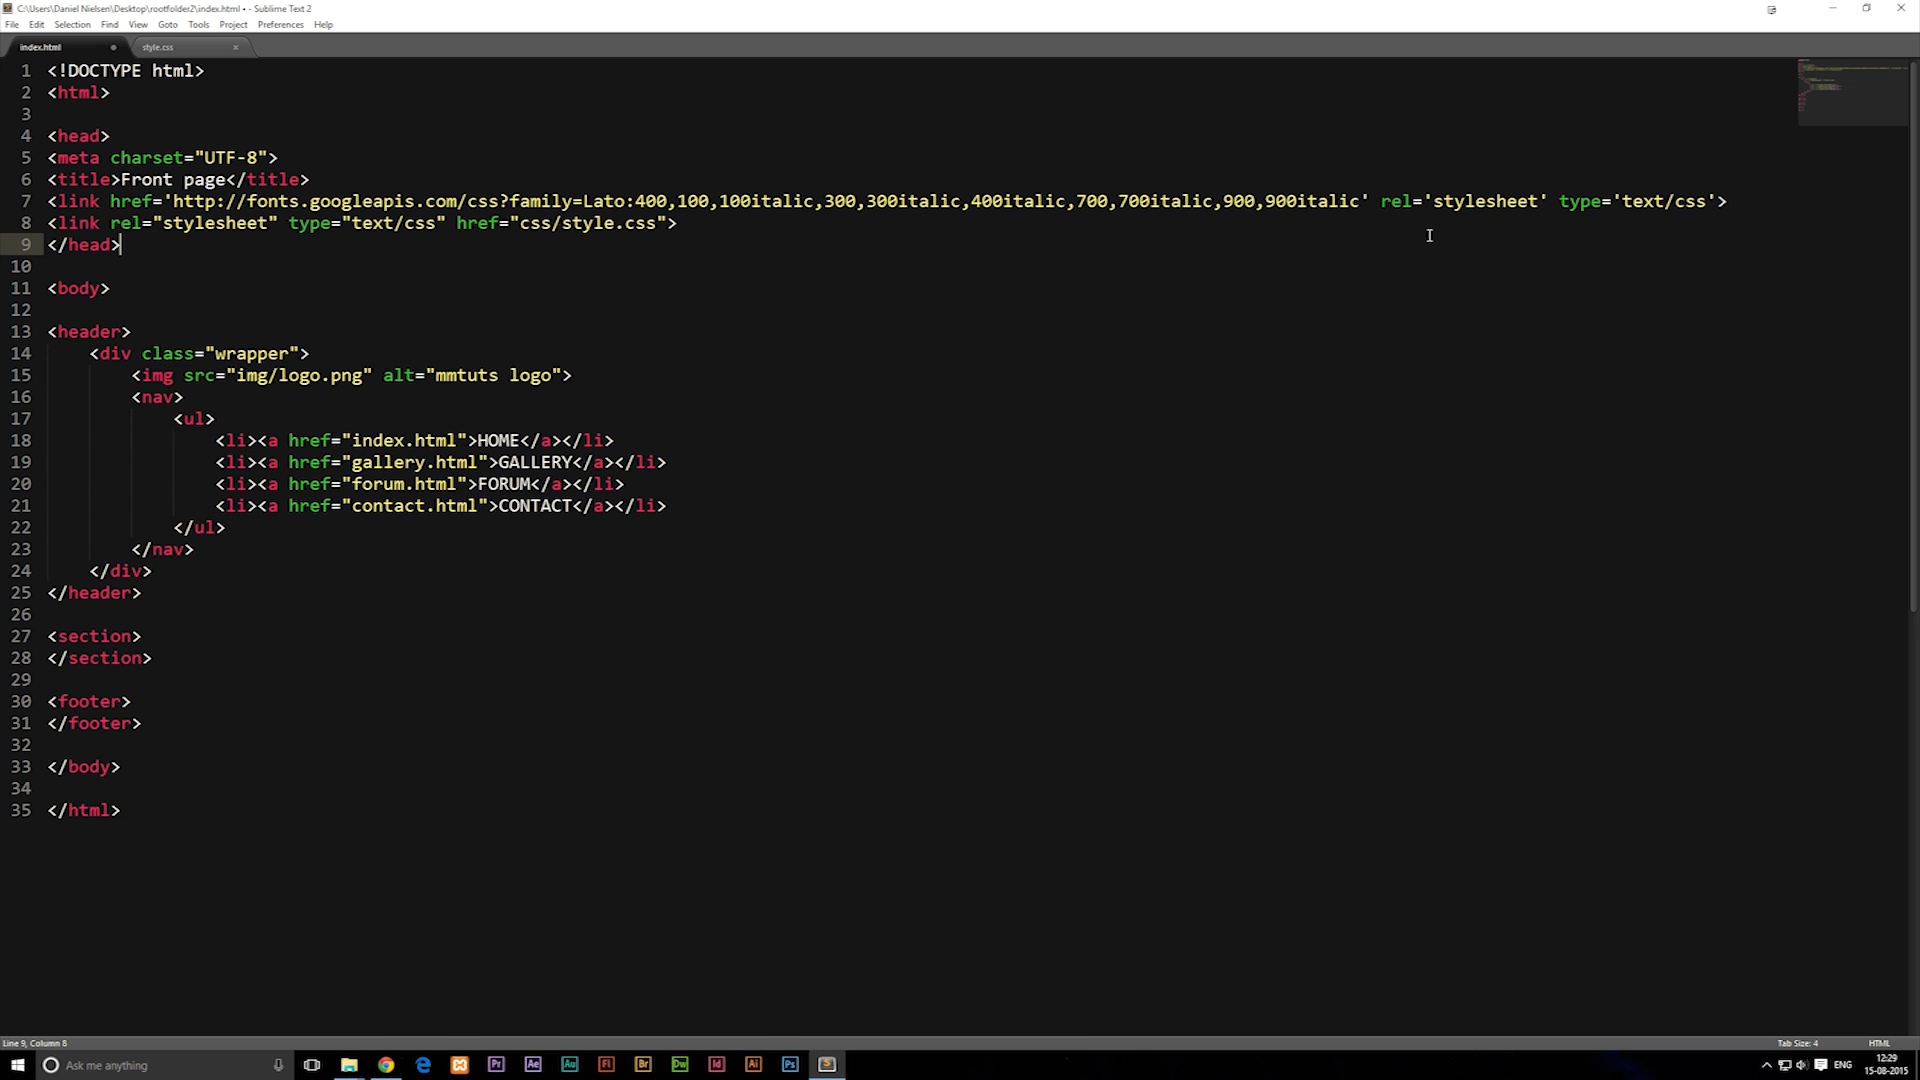 C:\Users\Daniel Nielsen\Desktop\rootfolder2\index.html • - Sublime Text 2
File Edit Selection Find View Goto Tools Project Preferences Help
index.html style.css
1 <!DOCTYPE html>
2 <html>
3
4 <head>
5 <meta charset="UTF-8">
6 <title>Front page</title>
7 <link href='http://fonts.googleapis.com/css?family=Lato:400,100,100italic,300,300italic,400italic,700,700italic,900,900italic' rel='stylesheet' type='text/css'>
8 <link rel="stylesheet" type="text/css" href="css/style.css">
9 </head>
10
11 <body>
12
13 <header>
14 <div class="wrapper">
15 <img src="img/logo.png" alt="mmtuts logo">
16 <nav>
17 <ul>
18 <li><a href="index.html">HOME</a></li>
19 <li><a href="gallery.html">GALLERY</a></li>
20 <li><a href="forum.html">FORUM</a></li>
21 <li><a href="contact.html">CONTACT</a></li>
22 </ul>
23 </nav>
24 </div>
25 </header>
26
27 <section>
28 </section>
29
30 <footer>
31 </footer>
32
33 </body>
34
35 </html>
Line 9, Column 8 Tab Size: 4 HTML
Ask me anything Pr Ae Au Fl Br Dw Id Ai Ps ENG 12:29
15-08-2015